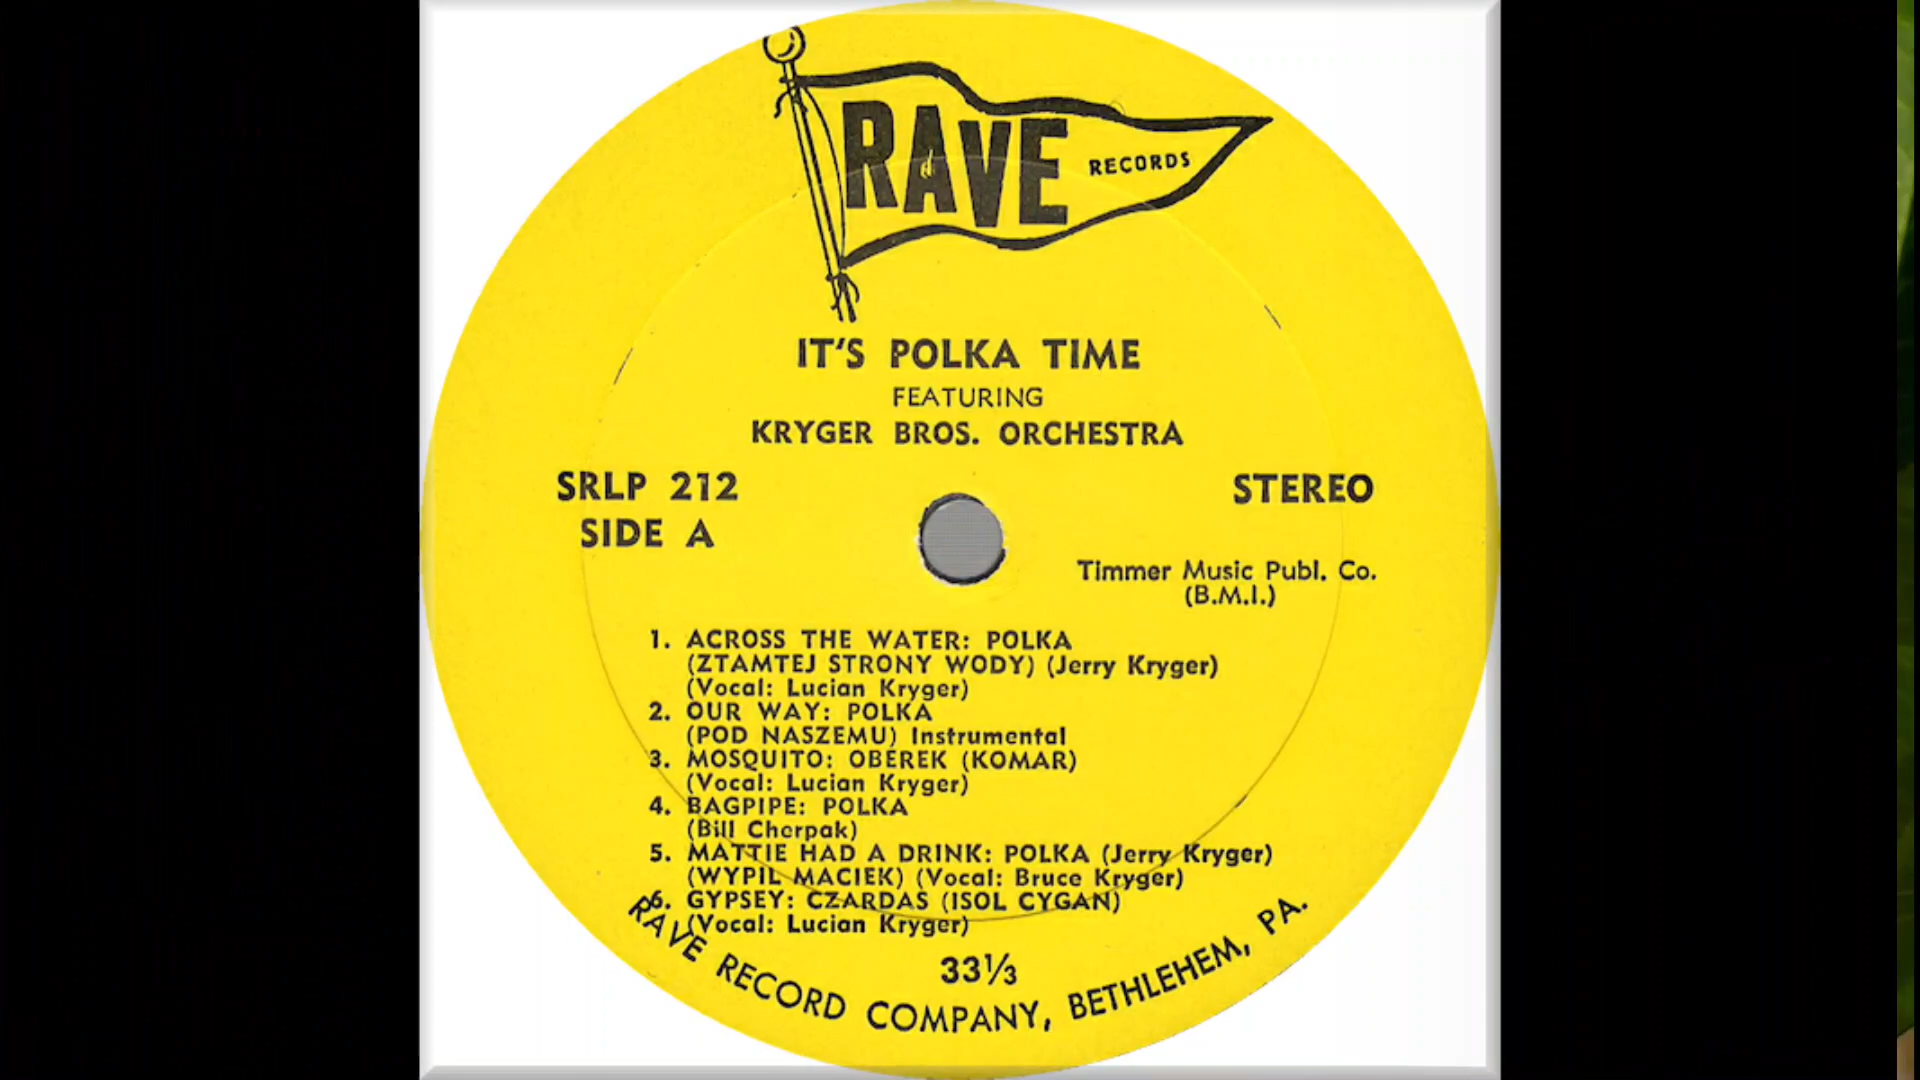 RAVE RECORDS
IT'S POLKA TIME
FEATURING
KRYGER BROS. ORCHESTRA
SRLP 212
SIDE A
STEREO
Timmer Music Publ. Co.
(B.M.I.)
1. ACROSS THE WATER: POLKA
(ZTAMTEJ STRONY WODY) (Jerry Kryger)
(Vocal: Lucian Kryger)
2. OUR WAY: POLKA
(POD NASZEMU) Instrumental
3. MOSQUITO: OBEREK (KOMAR)
(Vocal: Lucian Kryger)
4. BAGPIPE: POLKA
(Bill Cherpak)
5. MATTIE HAD A DRINK: POLKA (Jerry Kryger)
(WYPIL MACIEK) (Vocal: Bruce Kryger)
6. GYPSEY: CZARDAS (ISOL CYGAN)
(Vocal: Lucian Kryger)
33⅓
RAVE RECORD COMPANY, BETHLEHEM, PA.